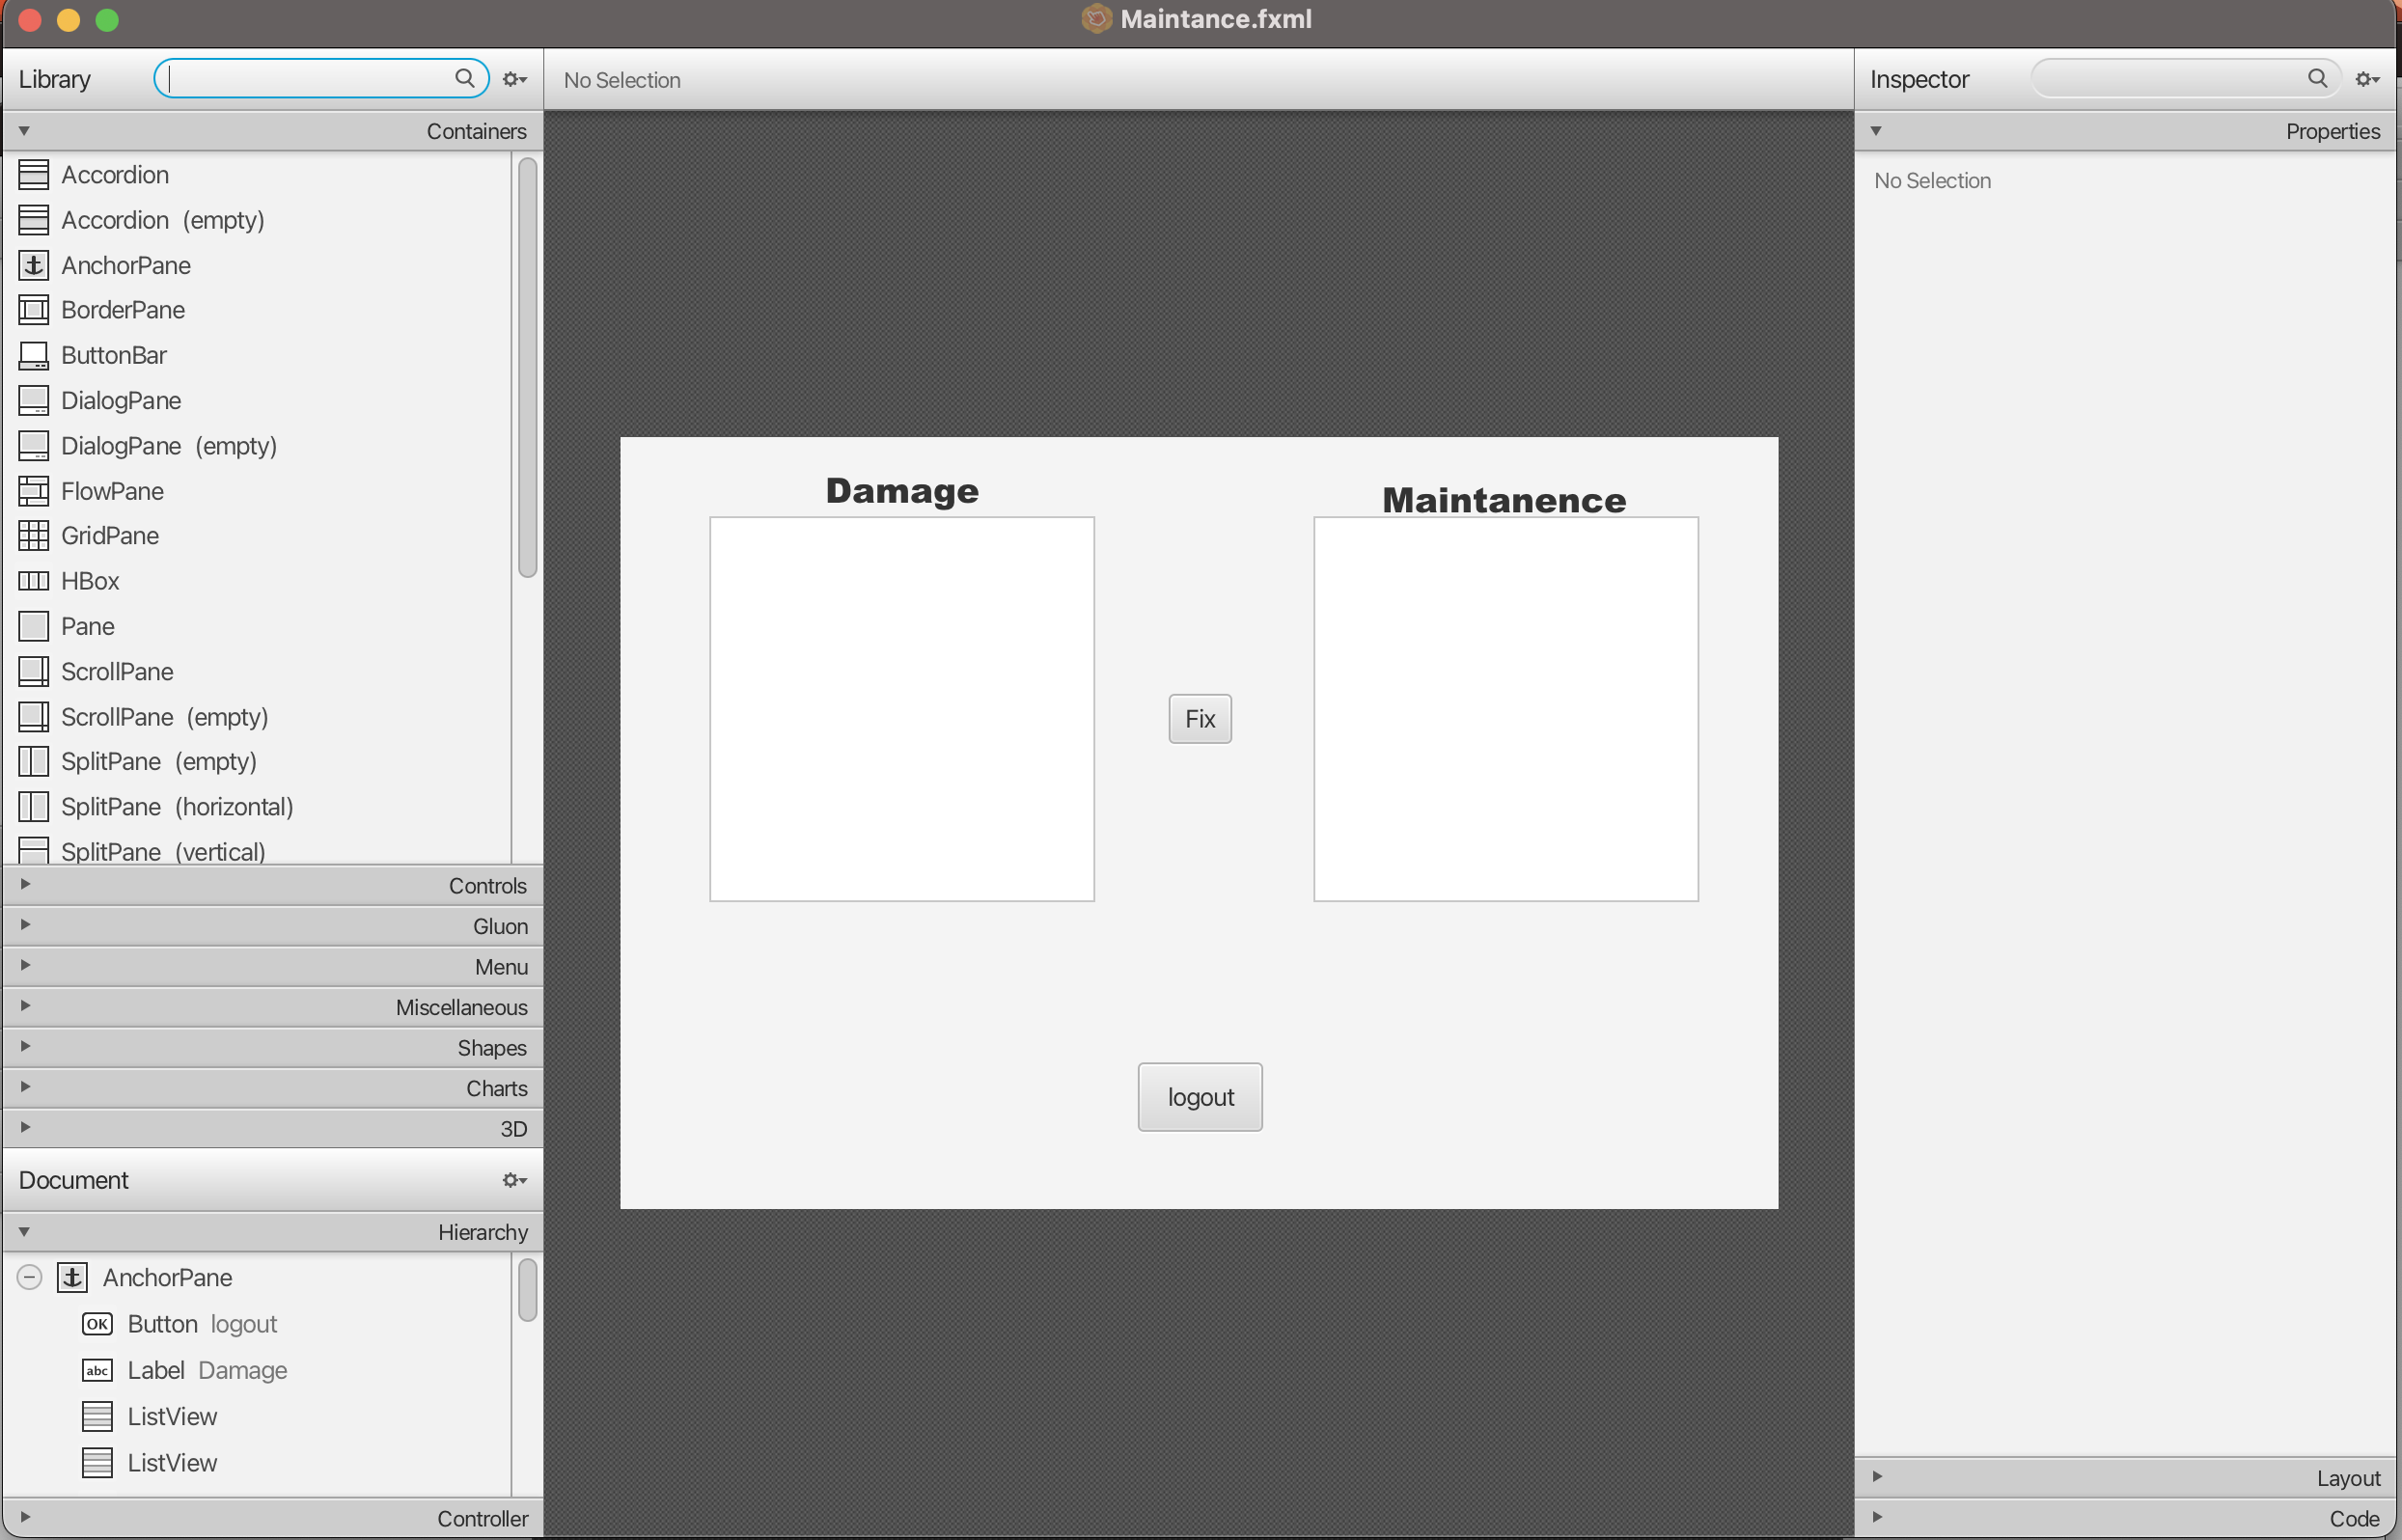 Maintance.fxml
Library
No Selection
Inspector
Containers
Properties
No Selection
Accordion
Accordion (empty)
AnchorPane
BorderPane
ButtonBar
DialogPane
DialogPane (empty)
FlowPane
GridPane
HBox
Pane
ScrollPane
ScrollPane (empty)
SplitPane (empty)
SplitPane (horizontal)
SplitPane (vertical)
Controls
Gluon
Menu
Miscellaneous
Shapes
Charts
3D
Document
Hierarchy
AnchorPane
OK Button logout
abc Label Damage
ListView
ListView
Controller
Damage
Maintanence
Fix
logout
Layout
Code